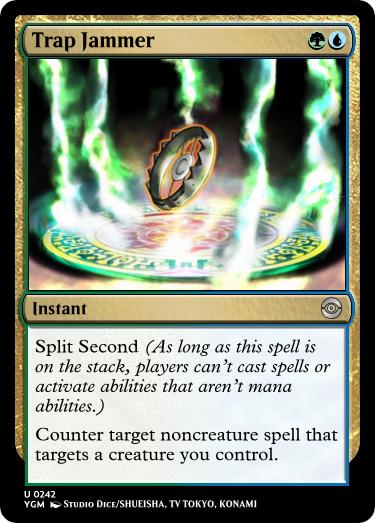 Trap Jammer
Instant
Split Second (As long as this spell is
on the stack, players can't cast spells or
activate abilities that aren't mana
abilities.)
Counter target noncreature spell that
targets a creature you control.
U 0242
YGM Studio Dice/SHUEISHA, TV TOKYO, KONAMI